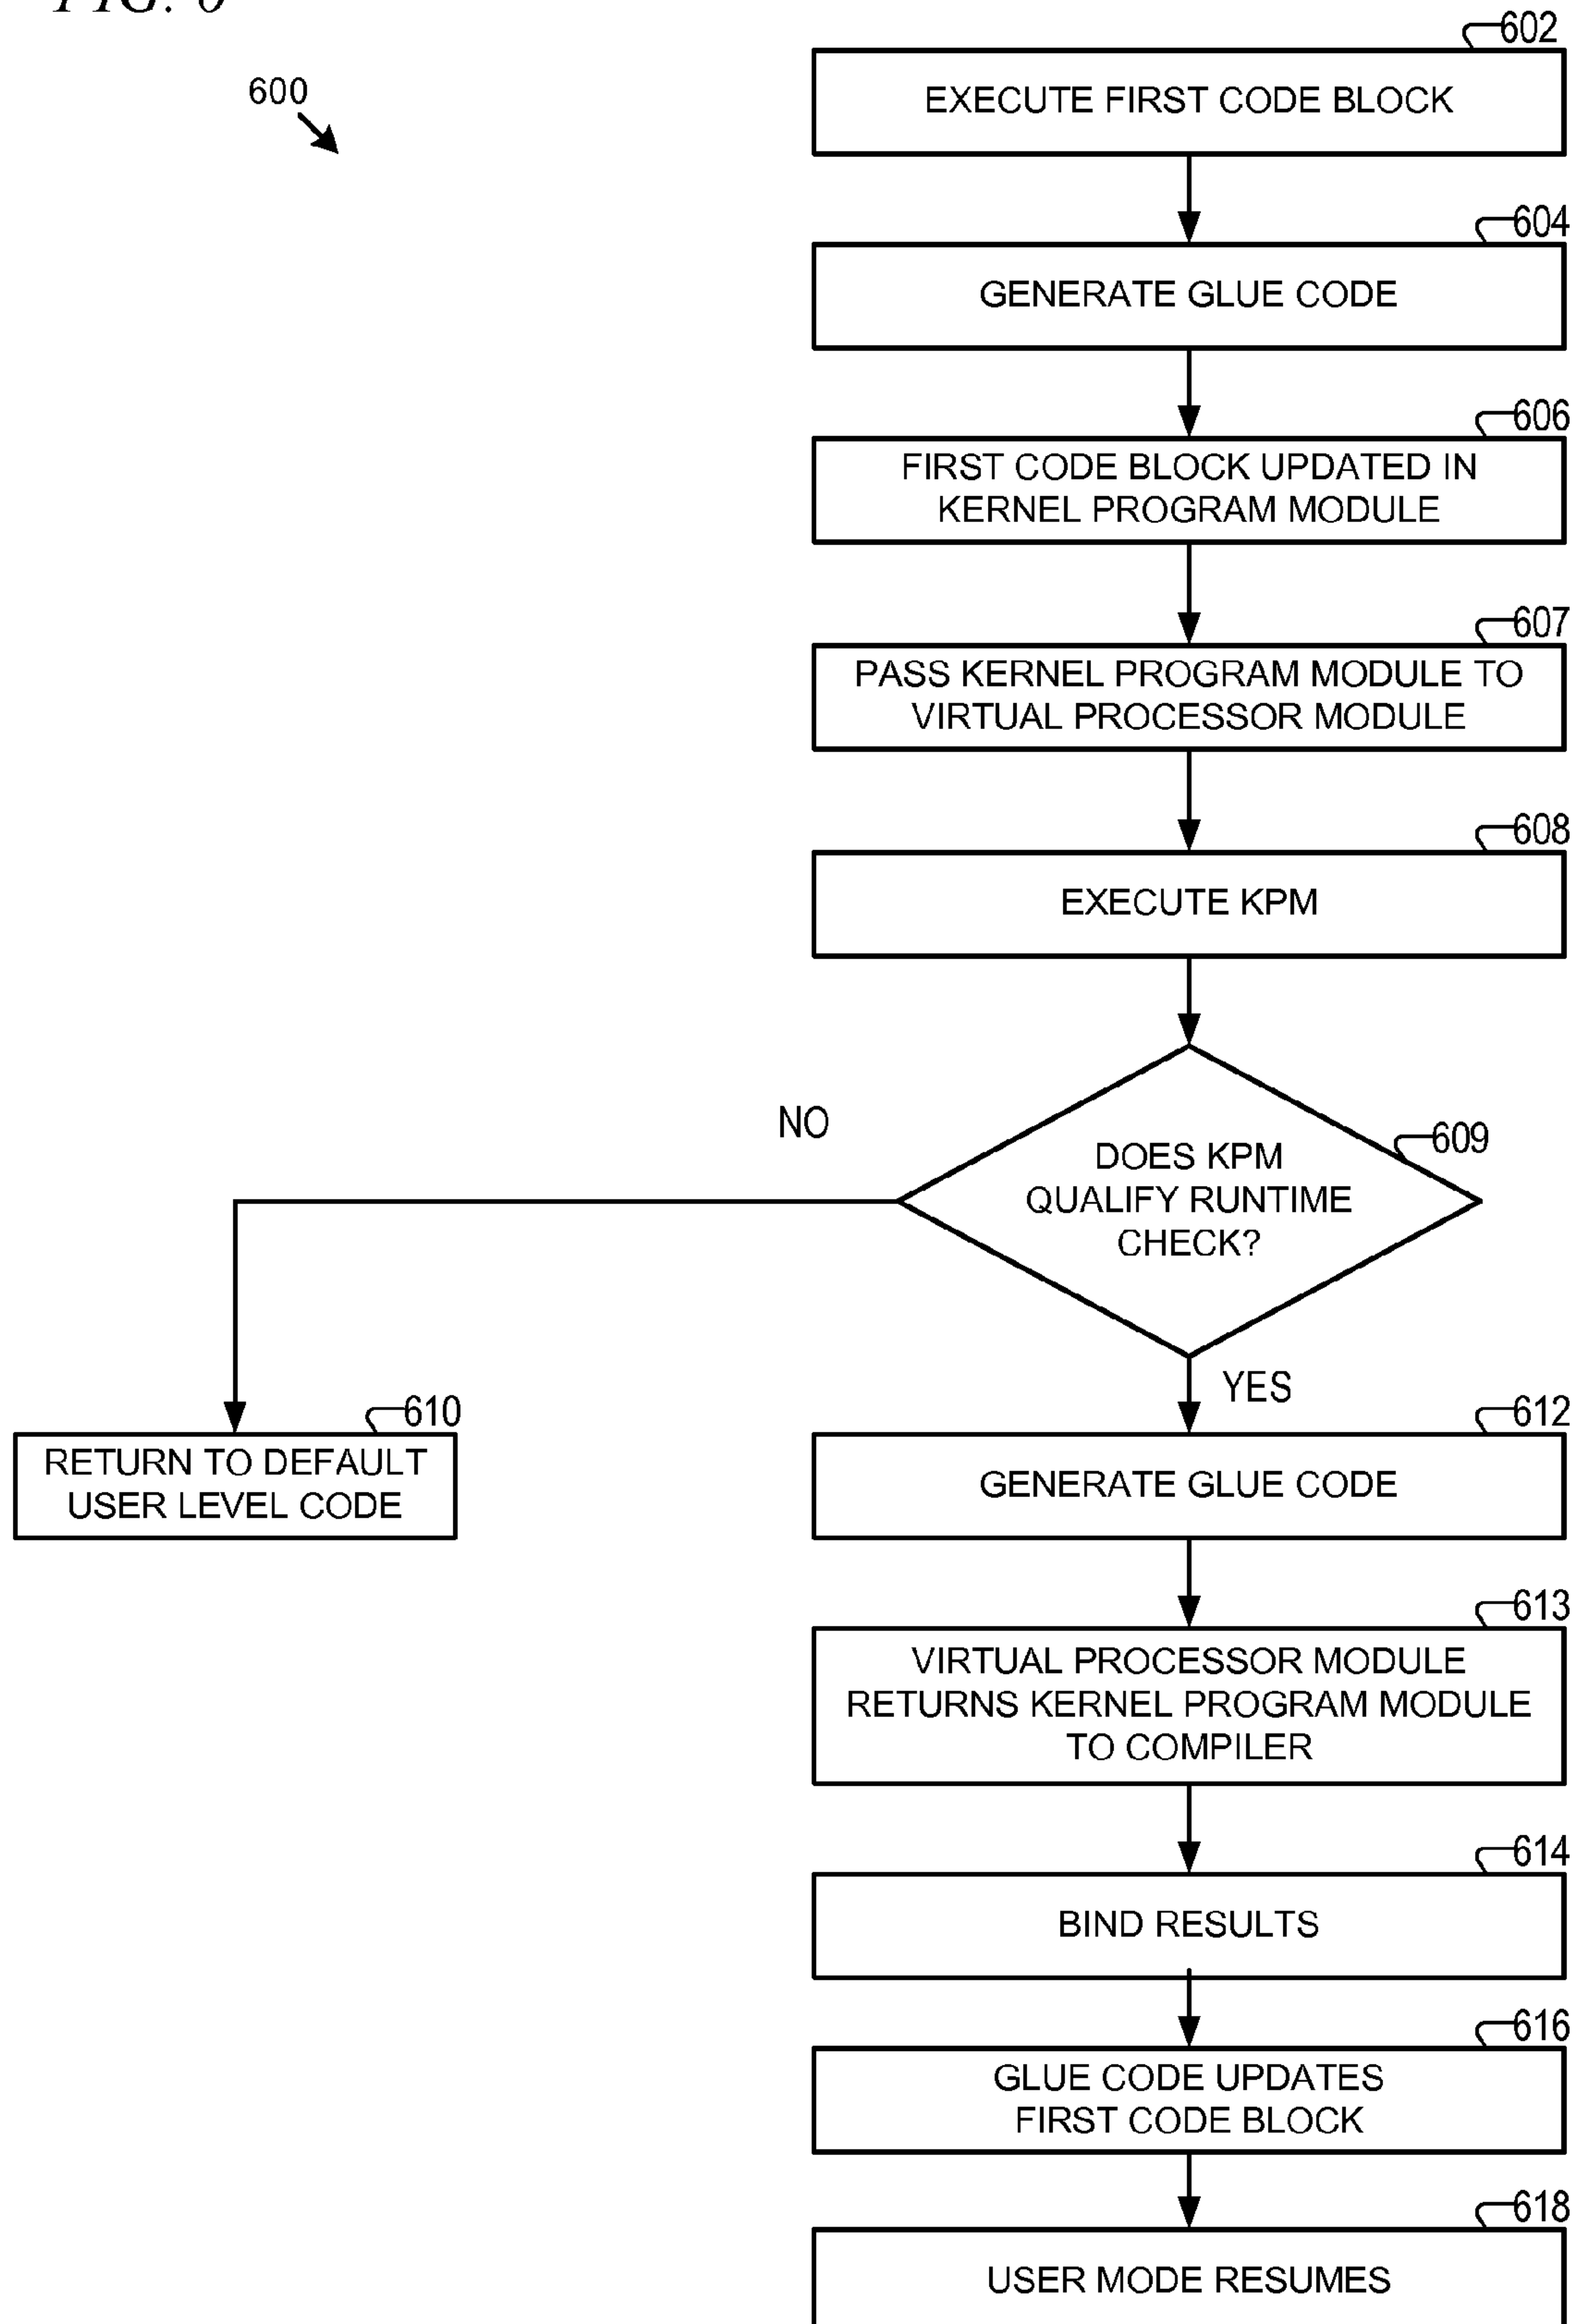 FIG. 6
602
EXECUTE FIRST CODE BLOCK
600
604
GENERATE GLUE CODE
606
FIRST CODE BLOCK UPDATED IN
KERNEL PROGRAM MODULE
607
PASS KERNEL PROGRAM MODULE TO
VIRTUAL PROCESSOR MODULE
608
EXECUTE KPM
NO
609
DOES KPM
QUALIFY RUNTIME
CHECK?
YES
610
RETURN TO DEFAULT
USER LEVEL CODE
612
GENERATE GLUE CODE
613
VIRTUAL PROCESSOR MODULE
RETURNS KERNEL PROGRAM MODULE
TO COMPILER
614
BIND RESULTS
616
GLUE CODE UPDATES
FIRST CODE BLOCK
618
USER MODE RESUMES